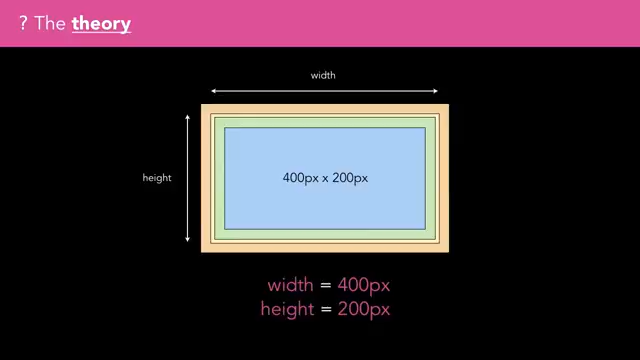 ? The theory
width
height
400px x 200px
width = 400px
height = 200px